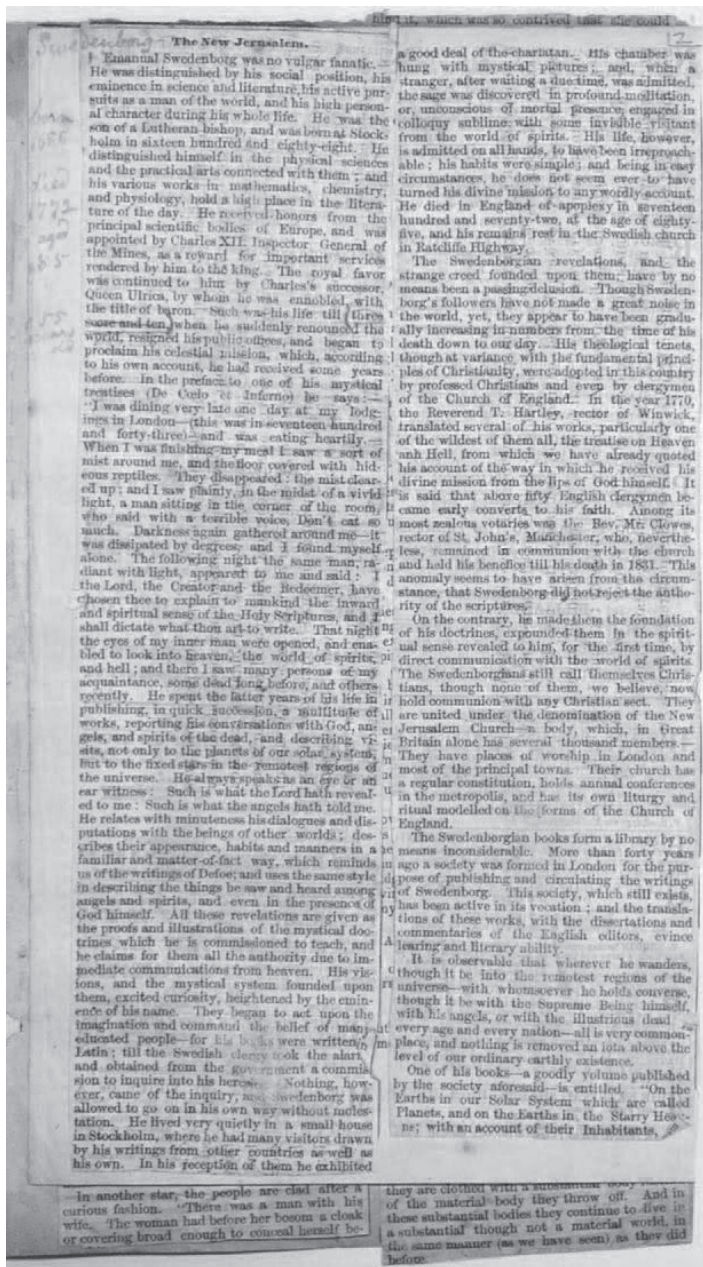 him it, which was so contrived that she could
12
Swedenborg
born
1688
died
1772
aged
85
The New Jerusalem.
Emanual Swedenborg was no vulgar fanatic.—
He was distinguished by his social position, his
eminence in science and literature, his active pur-
suits as a man of the world, and his high person-
al character during his whole life. He was the
son of a Lutheran bishop, and was born at Stock-
holm in sixteen hundred and eighty-eight. He
distinguished himself in the physical sciences
and the practical arts connected with them; and
his various works in mathematics, chemistry,
and physiology, hold a high place in the litera-
ture of the day. He received honors from the
principal scientific bodies of Europe, and was
appointed by Charles XII. Inspector General of
the Mines, as a reward for important services
rendered by him to the king. The royal favor
was continued to him by Charles's successor,
Queen Ulrica, by whom he was ennobled, with
the title of baron. Such was his life till three
score and ten, when he suddenly renounced the
world, resigned his public offices, and began to
proclaim his celestial mission, which, according
to his own account, he had received some years
before. In the preface to one of his mystical
treatises (De Cœlo et Inferno) he says:—
"I was dining very late one day at my lodg-
ings in London—(this was in seventeen hundred
and forty-three)—and was eating heartily.—
When I was finishing my meal I saw a sort of
mist around me, and the floor covered with hid-
eous reptiles. They disappeared: the mist clear-
ed up; and I saw plainly, in the midst of a vivid
light, a man sitting in the corner of the room,
who said with a terrible voice, Don't eat so
much. Darkness again gathered around me—it
was dissipated by degrees, and I found myself
alone. The following night the same man, ra-
diant with light, appeared to me and said: I
the Lord, the Creator and the Redeemer, have
chosen thee to explain to mankind the inward
and spiritual sense of the Holy Scriptures, and I
shall dictate what thou art to write. That night
the eyes of my inner man were opened, and ena-
bled to look into heaven, the world of spirits,
and hell; and there I saw many persons of my
acquaintance, some dead long before, and others
recently. He spent the latter years of his life in
publishing, in quick succession, a multitude of
works, reporting his conversations with God, an-
gels, and spirits of the dead, and describing vi-
sits, not only to the planets of our solar system,
but to the fixed stars in the remotest regions of
the universe. He always speaks as an eye or an
ear witness: Such is what the Lord hath reveal-
ed to me: Such is what the angels hath told me.
He relates with minuteness his dialogues and dis-
putations with the beings of other worlds; des-
cribes their appearance, habits and manners in a
familiar and matter-of-fact way, which reminds
us of the writings of Defoe; and uses the same style
in describing the things he saw and heard among
angels and spirits, and even in the presence of
God himself. All these revelations are given as
the proofs and illustrations of the mystical doc-
trines which he is commissioned to teach, and
he claims for them all the authority due to im-
mediate communications from heaven. His vis-
ions, and the mystical system founded upon
them, excited curiosity, heightened by the emin-
ence of his name. They began to act upon the
imagination and command the belief of many
educated people—for his books were written in
Latin; till the Swedish clergy took the alarm
and obtained from the government a commis-
sion to inquire into his heresies. Nothing, how-
ever, came of the inquiry, and Swedenborg was
allowed to go on in his own way without moles-
tation. He lived very quietly in a small house
in Stockholm, where he had many visitors drawn
by his writings from other countries as well as
his own. In his reception of them he exhibited
a good deal of the charlatan. His chamber was
hung with mystical pictures; and, when a
stranger, after waiting a due time, was admitted,
the sage was discovered in profound meditation,
or, unconscious of mortal presence, engaged in
colloquy sublime with some invisible visitant
from the world of spirits. His life, however,
is admitted on all hands, to have been irreproach-
able; his habits were simple; and being in easy
circumstances, he does not seem ever to have
turned his divine mission to any wordly account.
He died in England of apoplexy in seventeen
hundred and seventy-two, at the age of eighty-
five, and his remains rest in the Swedish church
in Ratcliffe Highway.
The Swedenborgian revelations, and the
strange creed founded upon them, have by no
means been a passing delusion. Though Sweden-
borg's followers have not made a great noise in
the world, yet, they appear to have been gradu-
ally increasing in numbers from the time of his
death down to our day. His theological tenets,
though at variance with the fundamental princi-
ples of Christianity, were adopted in this country
by professed Christians and even by clergymen
of the Church of England. In the year 1770,
the Reverend T. Hartley, rector of Winwick,
translated several of his works, particularly one
of the wildest of them all, the treatise on Heaven
anh Hell, from which we have already quoted
his account of the way in which he received his
divine mission from the lips of God himself. It
is said that above fifty English clergymen be-
came early converts to his faith. Among its
most zealous votaries was the Rev. Mr. Clowes,
rector of St. John's, Manchester, who, neverthe-
less, remained in communion with the church
and held his benefice till his death in 1831. This
anomaly seems to have arisen from the circum-
stance, that Swedenborg did not reject the autho-
rity of the scriptures.
On the contrary, he made them the foundation
of his doctrines, expounded them in the spirit-
ual sense revealed to him, for the first time, by
direct communication with the world of spirits.
The Swedenborgians still call themselves Chris-
tians, though none of them, we believe, now
hold communion with any Christian sect. They
are united under the denomination of the New
Jerusalem Church—a body, which, in Great
Britain alone has several thousand members.—
They have places of worship in London and
most of the principal towns. Their church has
a regular constitution, holds annual conferences
in the metropolis, and has its own liturgy and
ritual modelled on the forms of the Church of
England.
The Swedenborgian books form a library by no
means inconsiderable. More than forty years
ago a society was formed in London for the pur-
pose of publishing and circulating the writings
of Swedenborg. This society, which still exists,
has been active in its vocation; and the transla-
tions of these works, with the dissertations and
commentaries of the English editors, evince
learing and literary ability.
It is observable that wherever he wanders,
though it be into the remotest regions of the
universe—with whomsoever he holds converse,
though it be with the Supreme Being himself,
with his angels, or with the illustrious dead
every age and every nation—all is very common-
place, and nothing is removed an iota above the
level of our ordinary earthly existence.
One of his books—a goodly volume published
by the society aforesaid—is entitled, "On the
Earths in our Solar System which are called
Planets, and on the Earths in the Starry Hea-
ns; with an account of their Inhabitants,
In another star, the people are clad after a
curious fashion. "There was a man with his
wife. The woman had before her bosom a cloak
or covering broad enough to conceal herself be-
they are clothed with a substantial body
of the material body they throw off. And in
these substantial bodies they continue to live in
a substantial though not a material world, in
the same manner (as we have seen) as they did
before.